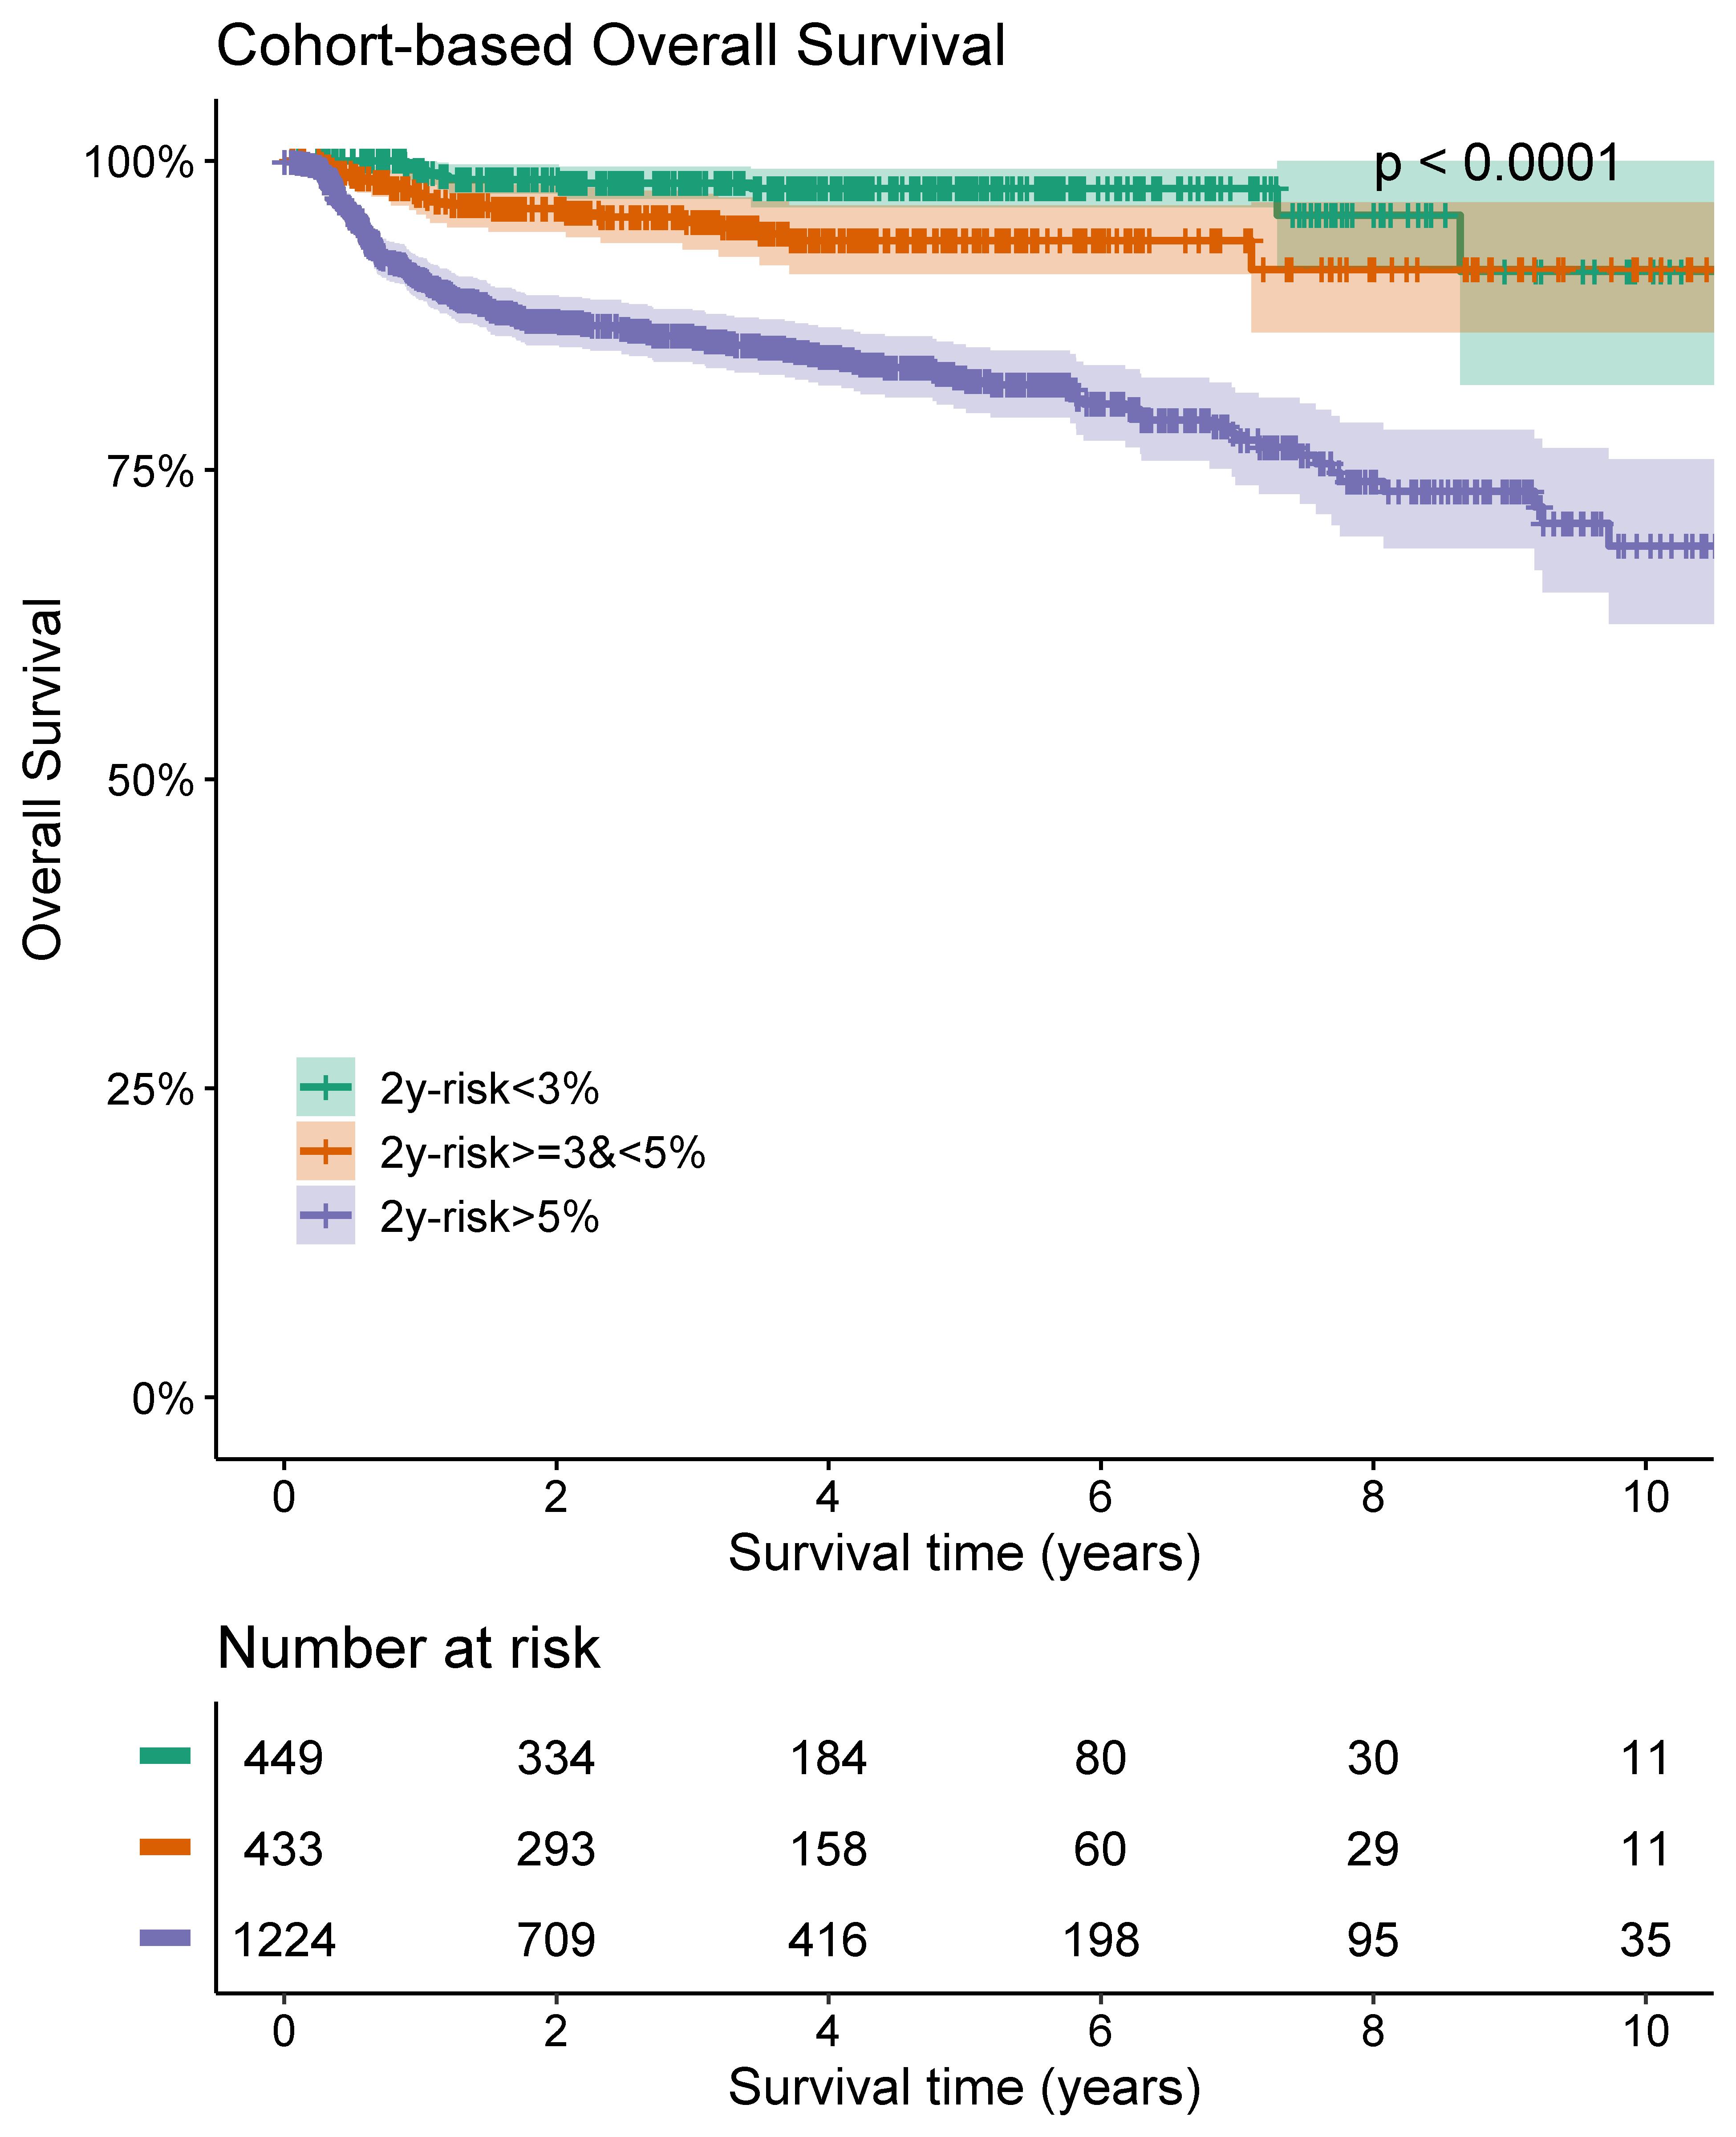 Cohort-based Overall Survival
p < 0.0001
100%
75%
50%
25%
0%
Overall Survival
2y-risk<3%
2y-risk>=3&<5%
2y-risk>5%
0 2 4 6 8 10
Survival time (years)
Number at risk
449 334 184 80 30 11
433 293 158 60 29 11
1224 709 416 198 95 35
0 2 4 6 8 10
Survival time (years)